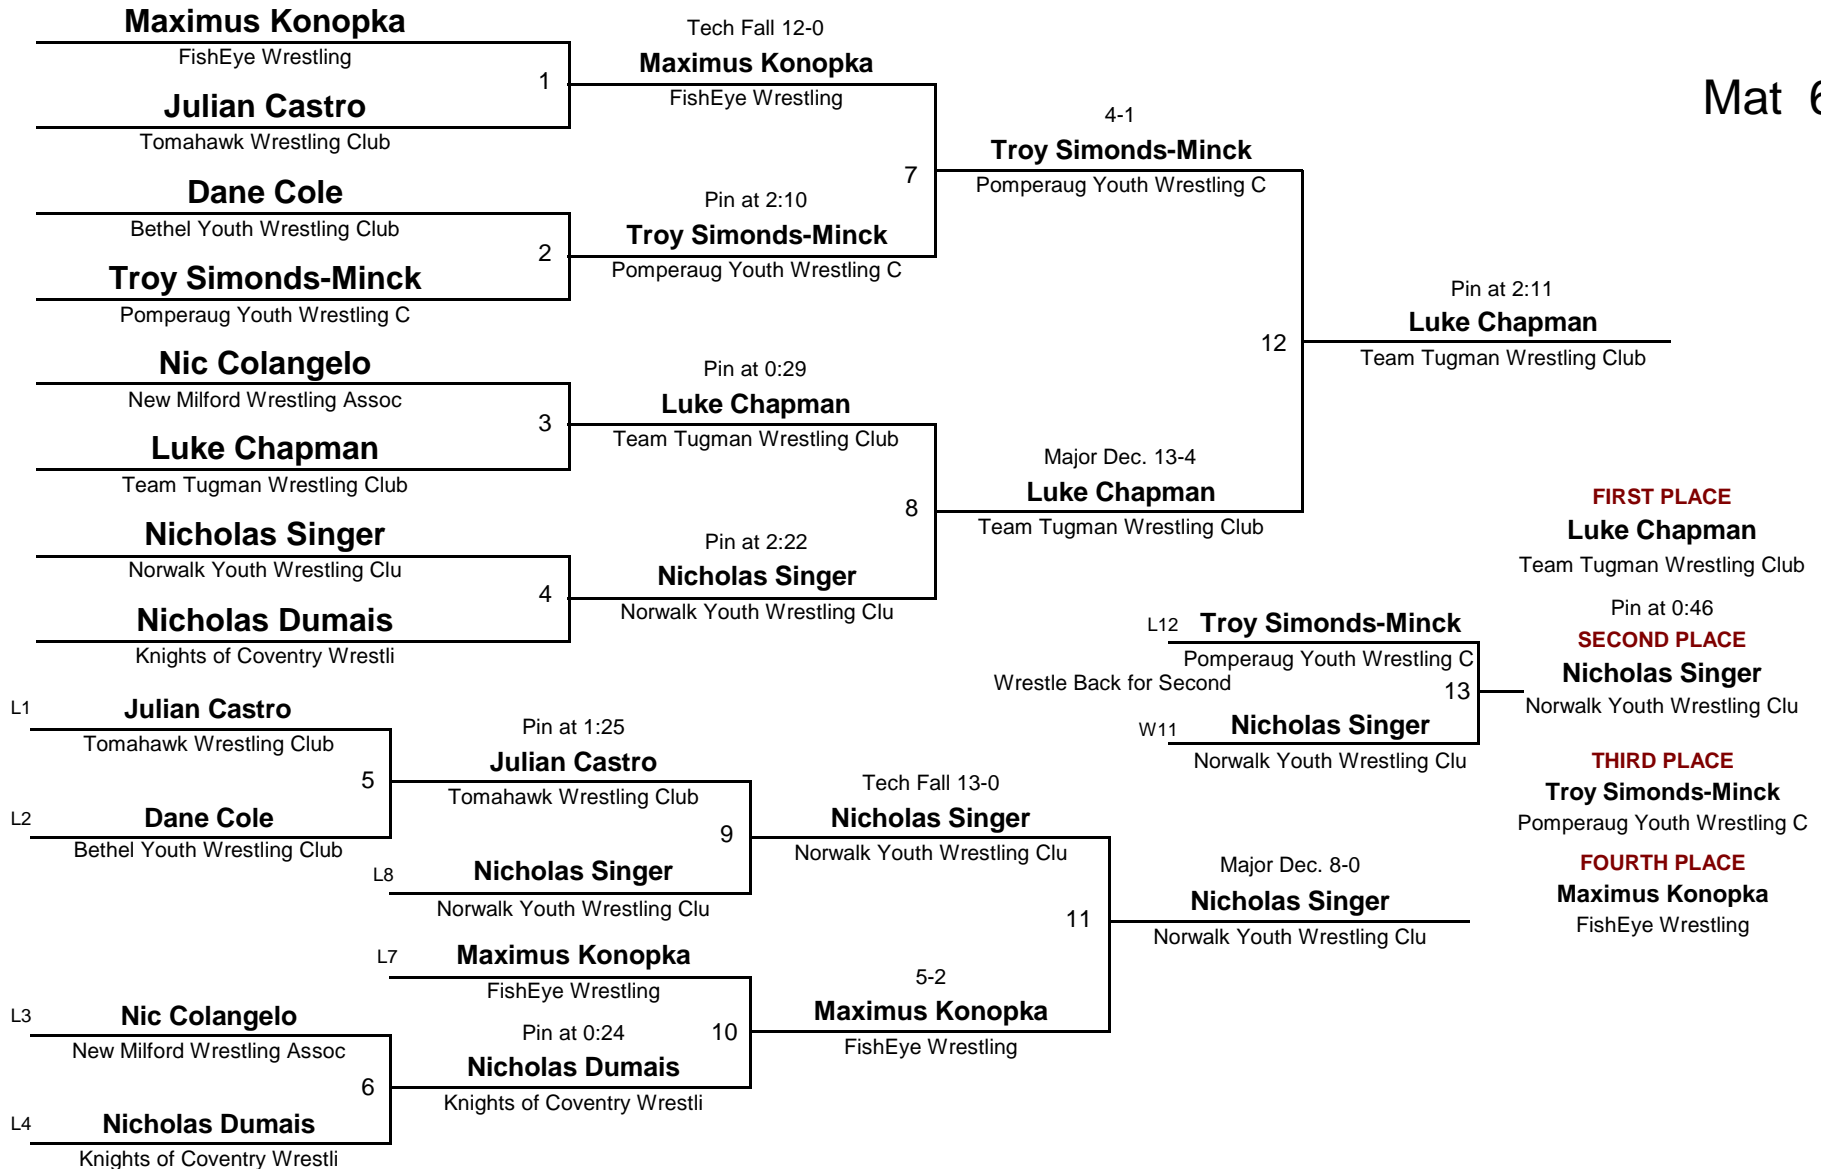 Maximus Konopka
FishEye Wrestling
1
Julian Castro
Tomahawk Wrestling Club
Dane Cole
Bethel Youth Wrestling Club
2
Troy Simonds-Minck
Pomperaug Youth Wrestling C
Nic Colangelo
New Milford Wrestling Assoc
3
Luke Chapman
Team Tugman Wrestling Club
Nicholas Singer
Norwalk Youth Wrestling Clu
4
Nicholas Dumais
Knights of Coventry Wrestli
Tech Fall 12-0
Maximus Konopka
FishEye Wrestling
7
Pin at 2:10
Troy Simonds-Minck
Pomperaug Youth Wrestling C
Pin at 0:29
Luke Chapman
Team Tugman Wrestling Club
8
Pin at 2:22
Nicholas Singer
Norwalk Youth Wrestling Clu
4-1
Troy Simonds-Minck
Pomperaug Youth Wrestling C
12
Major Dec. 13-4
Luke Chapman
Team Tugman Wrestling Club
Mat 6
Pin at 2:11
Luke Chapman
Team Tugman Wrestling Club
L1 Julian Castro
Tomahawk Wrestling Club
5
L2 Dane Cole
Bethel Youth Wrestling Club
L3 Nic Colangelo
New Milford Wrestling Assoc
6
L4 Nicholas Dumais
Knights of Coventry Wrestli
Pin at 1:25
Julian Castro
Tomahawk Wrestling Club
9
L8 Nicholas Singer
Norwalk Youth Wrestling Clu
L7 Maximus Konopka
FishEye Wrestling
Pin at 0:24
10
Nicholas Dumais
Knights of Coventry Wrestli
Tech Fall 13-0
Nicholas Singer
Norwalk Youth Wrestling Clu
11
5-2
Maximus Konopka
FishEye Wrestling
Major Dec. 8-0
Nicholas Singer
Norwalk Youth Wrestling Clu
L12 Troy Simonds-Minck
Pomperaug Youth Wrestling C
Wrestle Back for Second
13
W11 Nicholas Singer
Norwalk Youth Wrestling Clu
FIRST PLACE
Luke Chapman
Team Tugman Wrestling Club
Pin at 0:46
SECOND PLACE
Nicholas Singer
Norwalk Youth Wrestling Clu
THIRD PLACE
Troy Simonds-Minck
Pomperaug Youth Wrestling C
FOURTH PLACE
Maximus Konopka
FishEye Wrestling